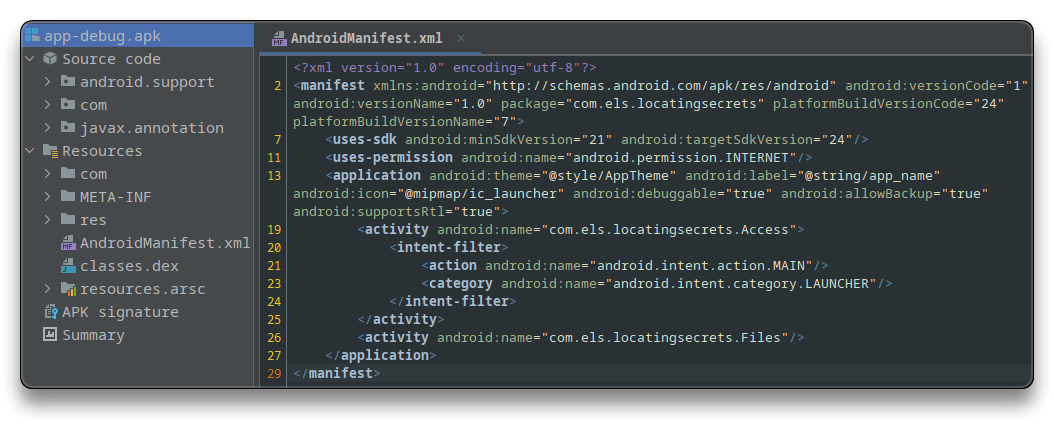 app-debug.apk
Source code
android.support
com
javax.annotation
Resources
com
META-INF
res
AndroidManifest.xml
classes.dex
resources.arsc
APK signature
Summary
AndroidManifest.xml
<?xml version="1.0" encoding="utf-8"?>
2 <manifest xmlns:android="http://schemas.android.com/apk/res/android" android:versionCode="1"
android:versionName="1.0" package="com.els.locatingsecrets" platformBuildVersionCode="24"
platformBuildVersionName="7">
7 <uses-sdk android:minSdkVersion="21" android:targetSdkVersion="24"/>
11 <uses-permission android:name="android.permission.INTERNET"/>
13 <application android:theme="@style/AppTheme" android:label="@string/app_name"
android:icon="@mipmap/ic_launcher" android:debuggable="true" android:allowBackup="true"
android:supportsRtl="true">
19 <activity android:name="com.els.locatingsecrets.Access">
20 <intent-filter>
21 <action android:name="android.intent.action.MAIN"/>
23 <category android:name="android.intent.category.LAUNCHER"/>
24 </intent-filter>
25 </activity>
26 <activity android:name="com.els.locatingsecrets.Files"/>
27 </application>
29 </manifest>